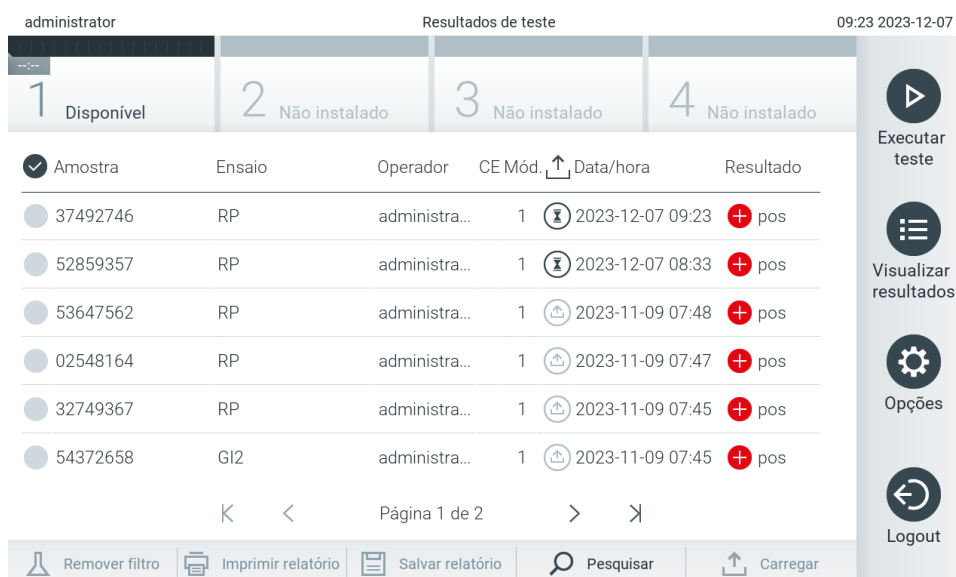 administrator Resultados de teste 09:23 2023-12-07
--:--
1 Disponível 2 Não instalado 3 Não instalado 4 Não instalado
Executar
teste
Amostra Ensaio Operador CE Mód. Data/hora Resultado
37492746 RP administra... 1 2023-12-07 09:23 pos
52859357 RP administra... 1 2023-12-07 08:33 pos
Visualizar
resultados
53647562 RP administra... 1 2023-11-09 07:48 pos
02548164 RP administra... 1 2023-11-09 07:47 pos
32749367 RP administra... 1 2023-11-09 07:45 pos
Opções
54372658 GI2 administra... 1 2023-11-09 07:45 pos
Página 1 de 2
Logout
Remover filtro Imprimir relatório Salvar relatório Pesquisar Carregar